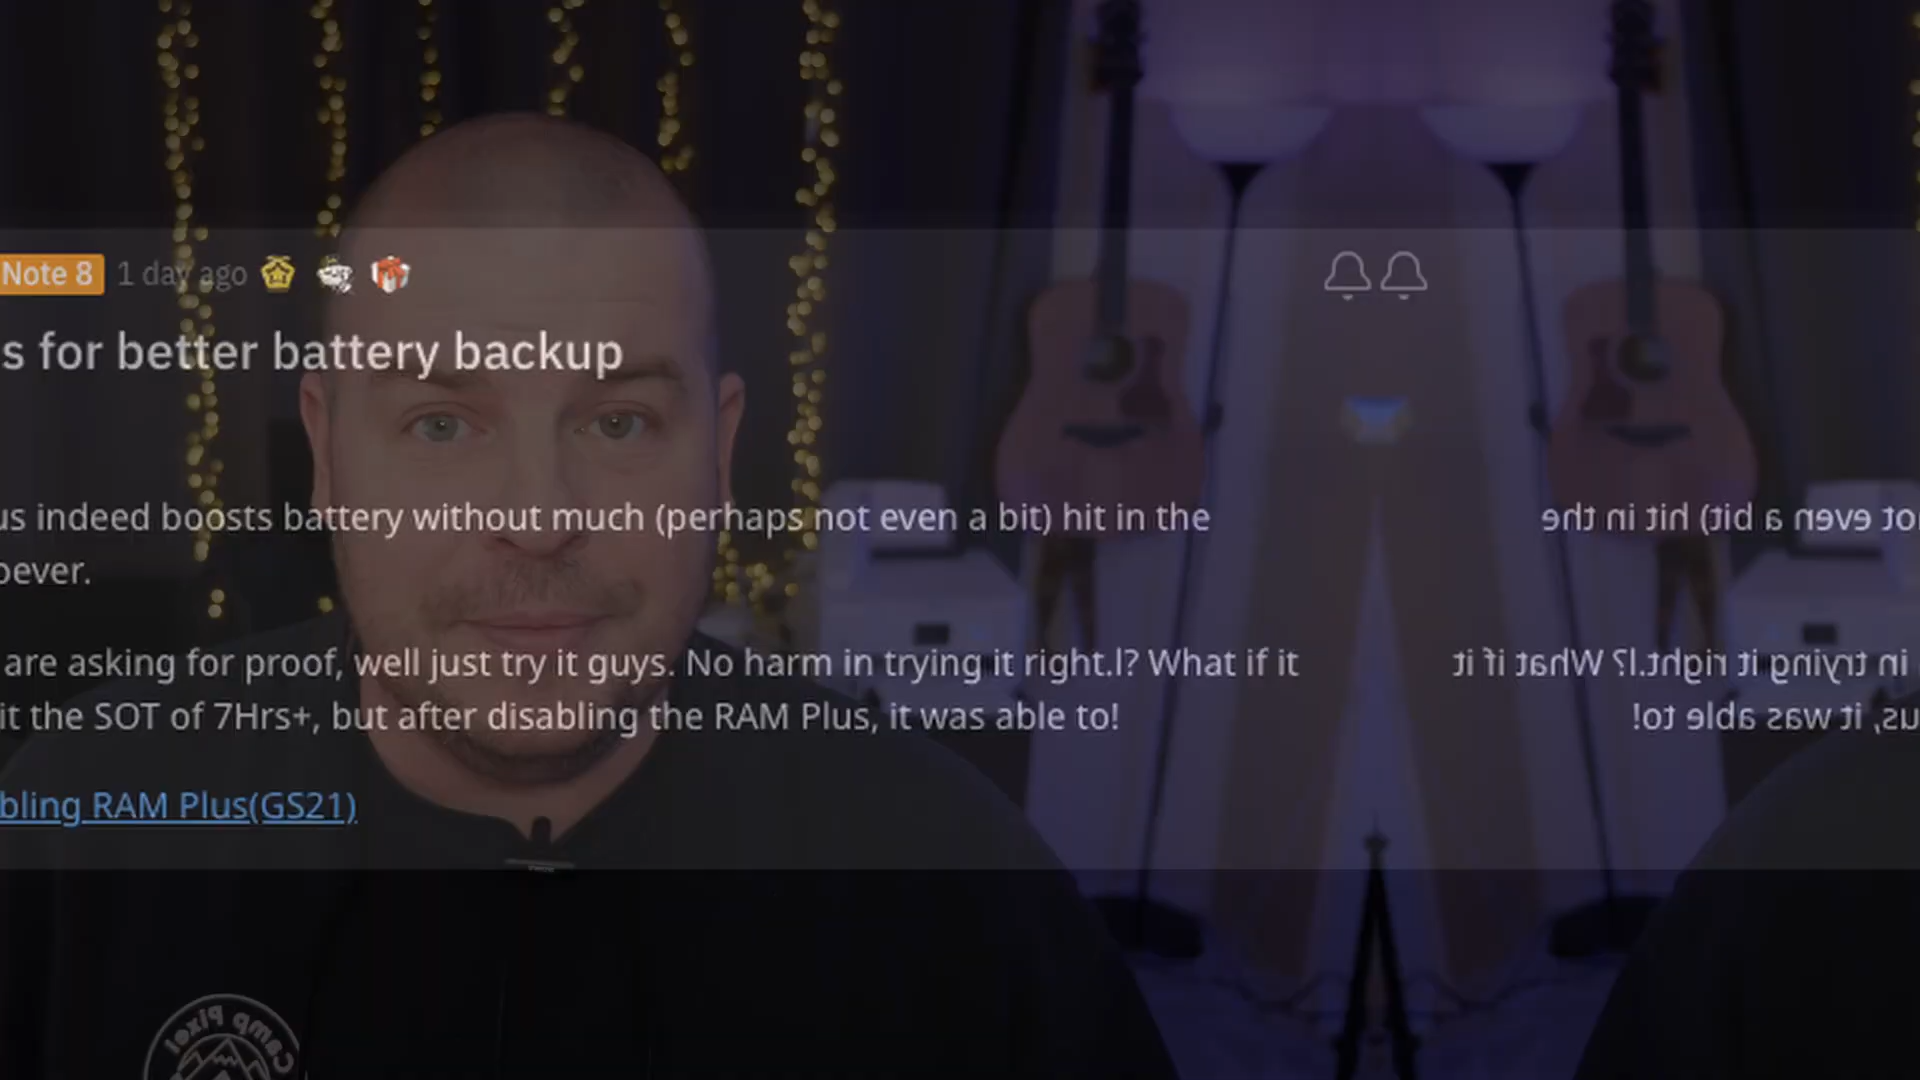 Note 8 1 day ago
s for better battery backup
us indeed boosts battery without much (perhaps not even a bit) hit in the
oever.
are asking for proof, well just try it guys. No harm in trying it right.I? What if it
it the SOT of 7Hrs+, but after disabling the RAM Plus, it was able to!
bling RAM Plus(GS21)
ot even a bit) hit in the
in trying it right.I? What if it
us, it was able to!
Camp Pixel